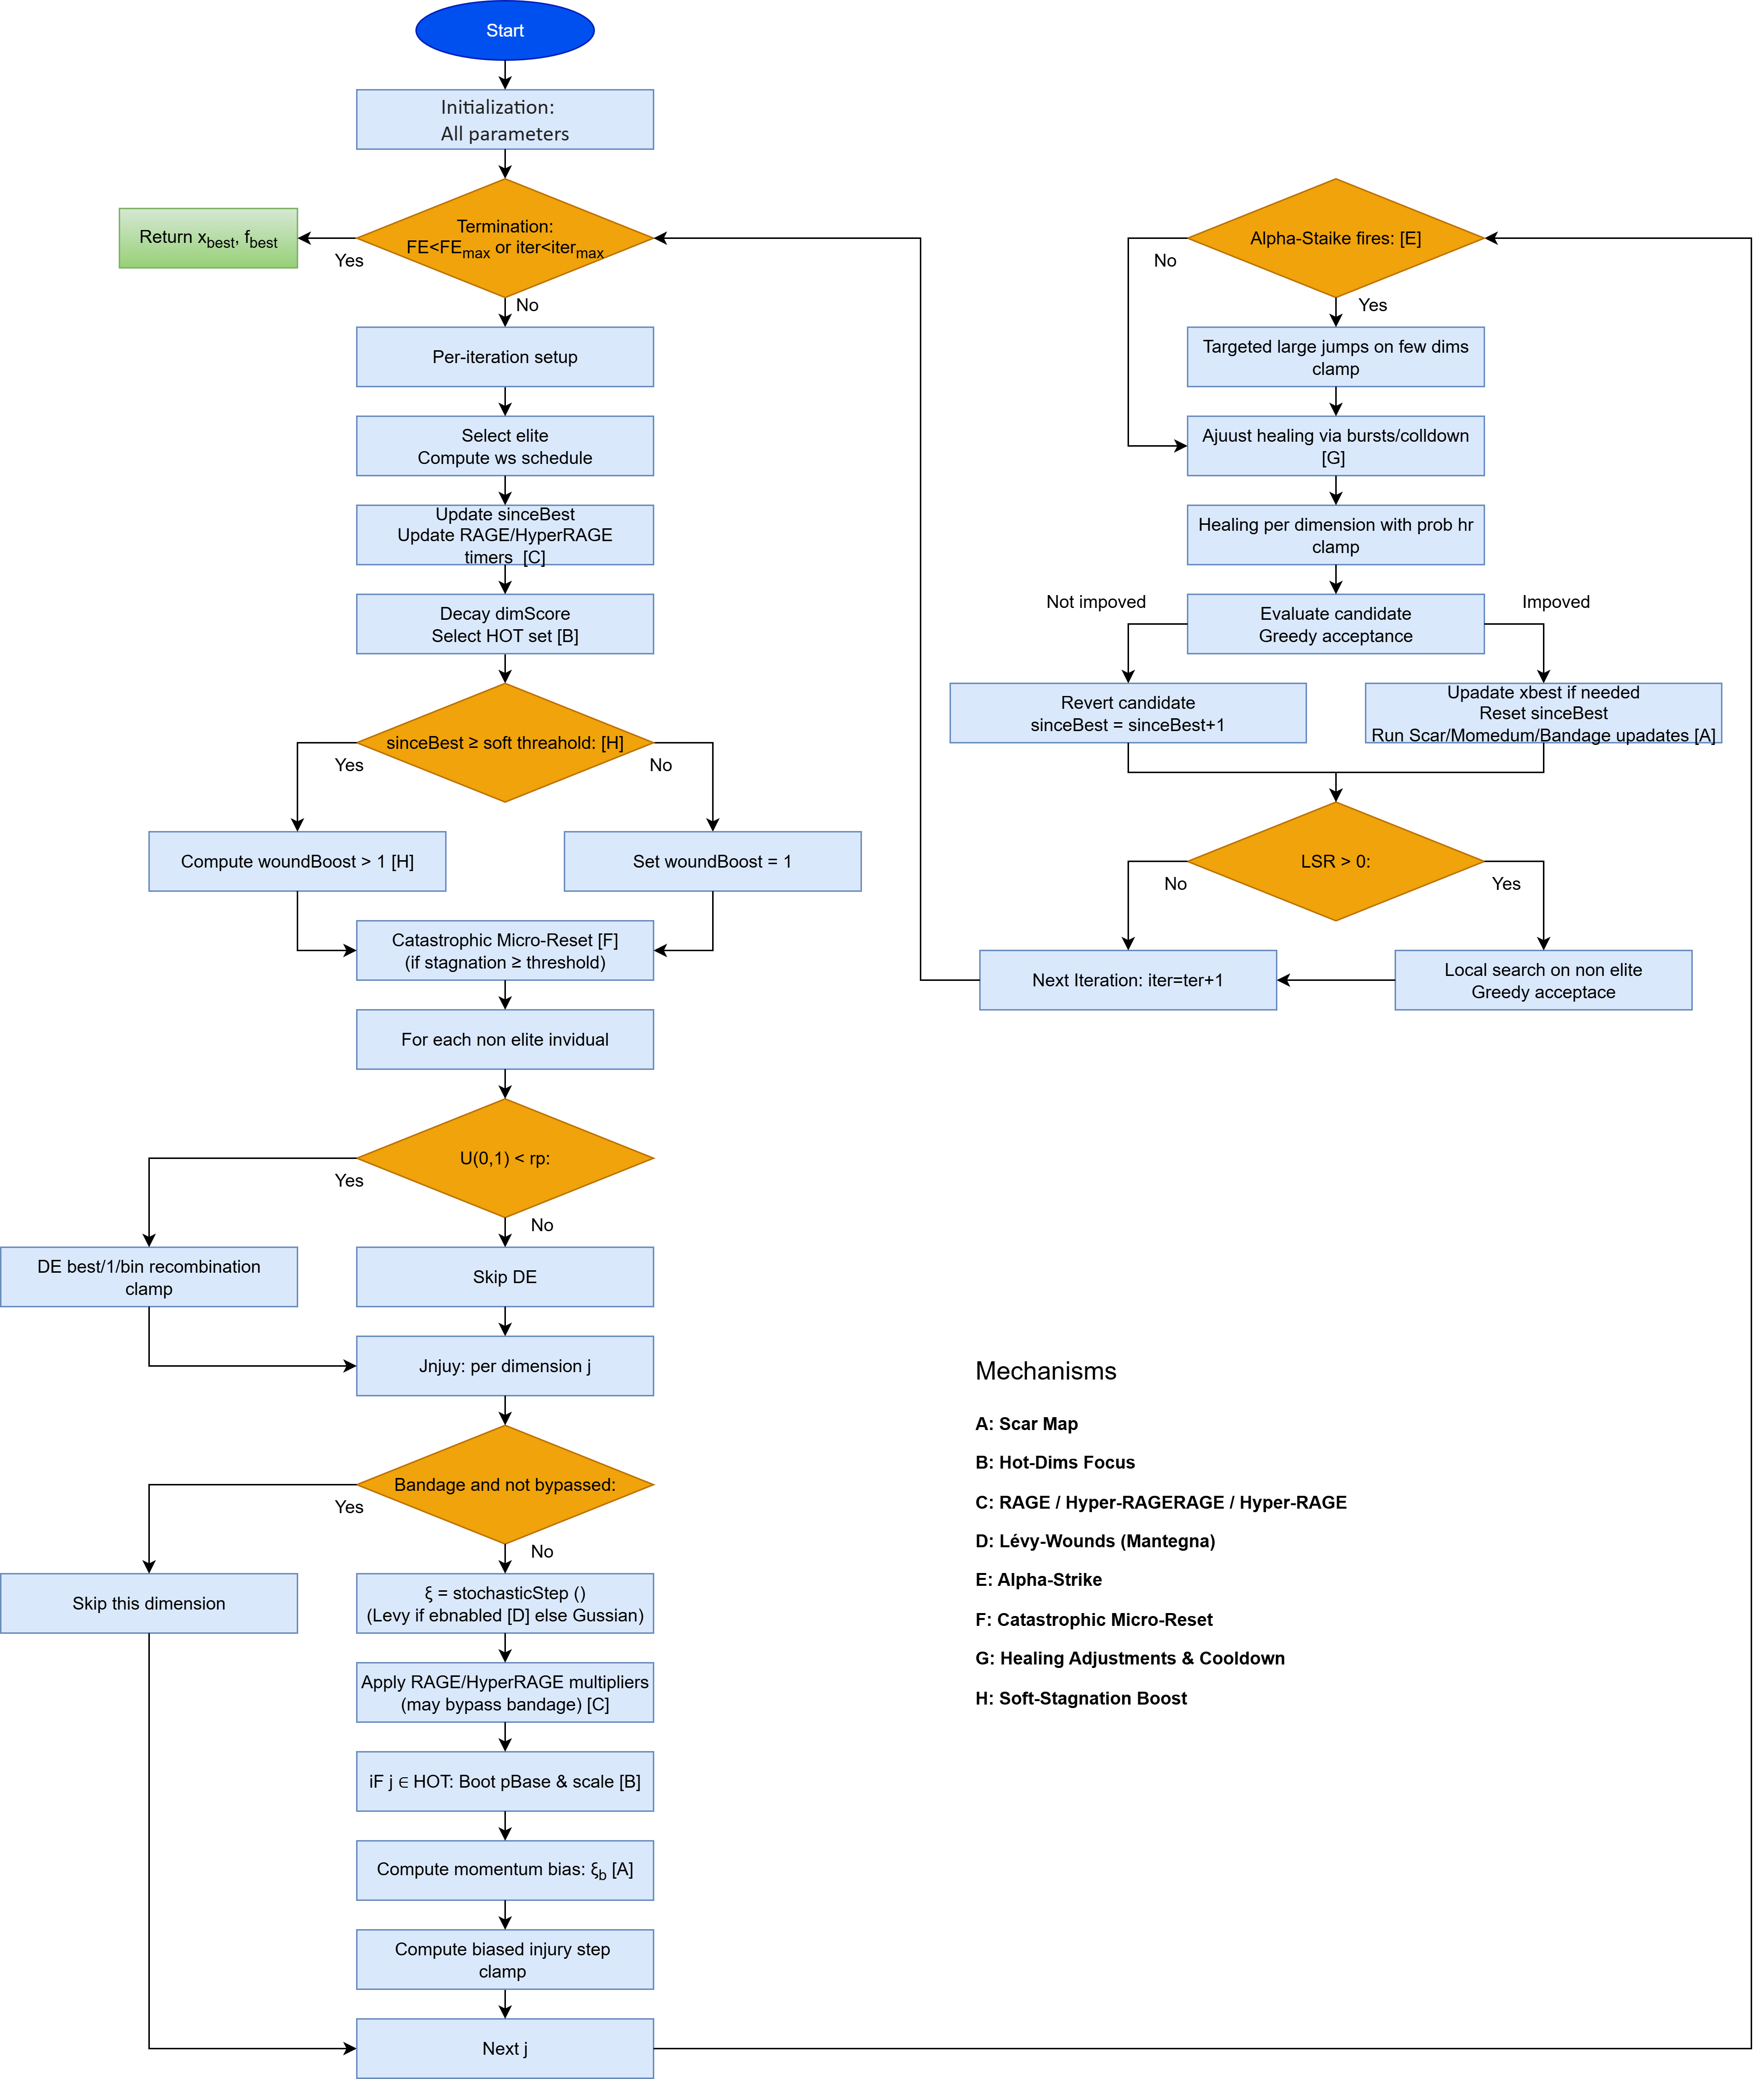 Start
Initialization:
All parameters
Termination:
FE<FEmax or iter<itermax
Yes
No
Return xbest, fbest
Per-iteration setup
Select elite
Compute ws schedule
Update sinceBest
Update RAGE/HyperRAGE
timers [C]
Decay dimScore
Select HOT set [B]
sinceBest ≥ soft threahold: [H]
Yes
No
Compute woundBoost > 1 [H]
Set woundBoost = 1
Catastrophic Micro-Reset [F]
(if stagnation ≥ threshold)
For each non elite invidual
U(0,1) < rp:
Yes
No
DE best/1/bin recombination
clamp
Skip DE
Jnjuy: per dimension j
Bandage and not bypassed:
Yes
No
Skip this dimension
ξ = stochasticStep ()
(Levy if ebnabled [D] else Gussian)
Apply RAGE/HyperRAGE multipliers
(may bypass bandage) [C]
iF j ∈ HOT: Boot pBase & scale [B]
Compute momentum bias: ξb [A]
Compute biased injury step
clamp
Next j
Alpha-Staike fires: [E]
No
Yes
Targeted large jumps on few dims
clamp
Ajuust healing via bursts/colldown
[G]
Healing per dimension with prob hr
clamp
Not impoved
Impoved
Evaluate candidate
Greedy acceptance
Revert candidate
sinceBest = sinceBest+1
Upadate xbest if needed
Reset sinceBest
Run Scar/Momedum/Bandage upadates [A]
LSR > 0:
No
Yes
Next Iteration: iter=ter+1
Local search on non elite
Greedy acceptace
Mechanisms
A: Scar Map
B: Hot-Dims Focus
C: RAGE / Hyper-RAGERAGE / Hyper-RAGE
D: Lévy-Wounds (Mantegna)
E: Alpha-Strike
F: Catastrophic Micro-Reset
G: Healing Adjustments & Cooldown
H: Soft-Stagnation Boost